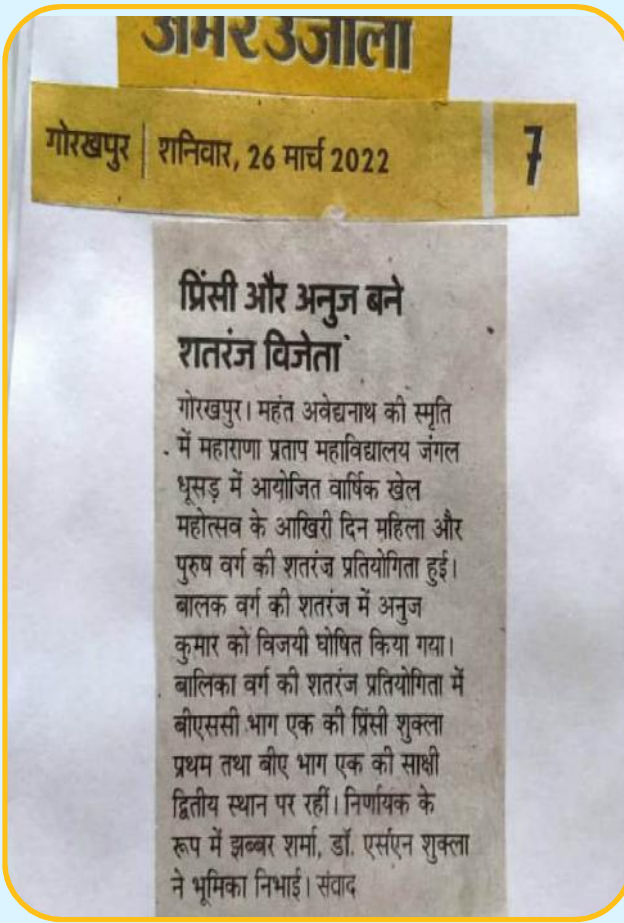 अमर उजाला
गोरखपुर | शनिवार, 26 मार्च 2022 7
प्रिंसी और अनुज बने
शतरंज विजेता
गोरखपुर। महंत अवेद्यनाथ की स्मृति
में महाराणा प्रताप महाविद्यालय जंगल
धूसड़ में आयोजित वार्षिक खेल
महोत्सव के आखिरी दिन महिला और
पुरुष वर्ग की शतरंज प्रतियोगिता हुई।
बालक वर्ग की शतरंज में अनुज
कुमार को विजयी घोषित किया गया।
बालिका वर्ग की शतरंज प्रतियोगिता में
बीएससी भाग एक की प्रिंसी शुक्ला
प्रथम तथा बीए भाग एक की साक्षी
द्वितीय स्थान पर रहीं। निर्णायक के
रूप में झब्बर शर्मा, डॉ. एसएन शुक्ला
ने भूमिका निभाई। संवाद